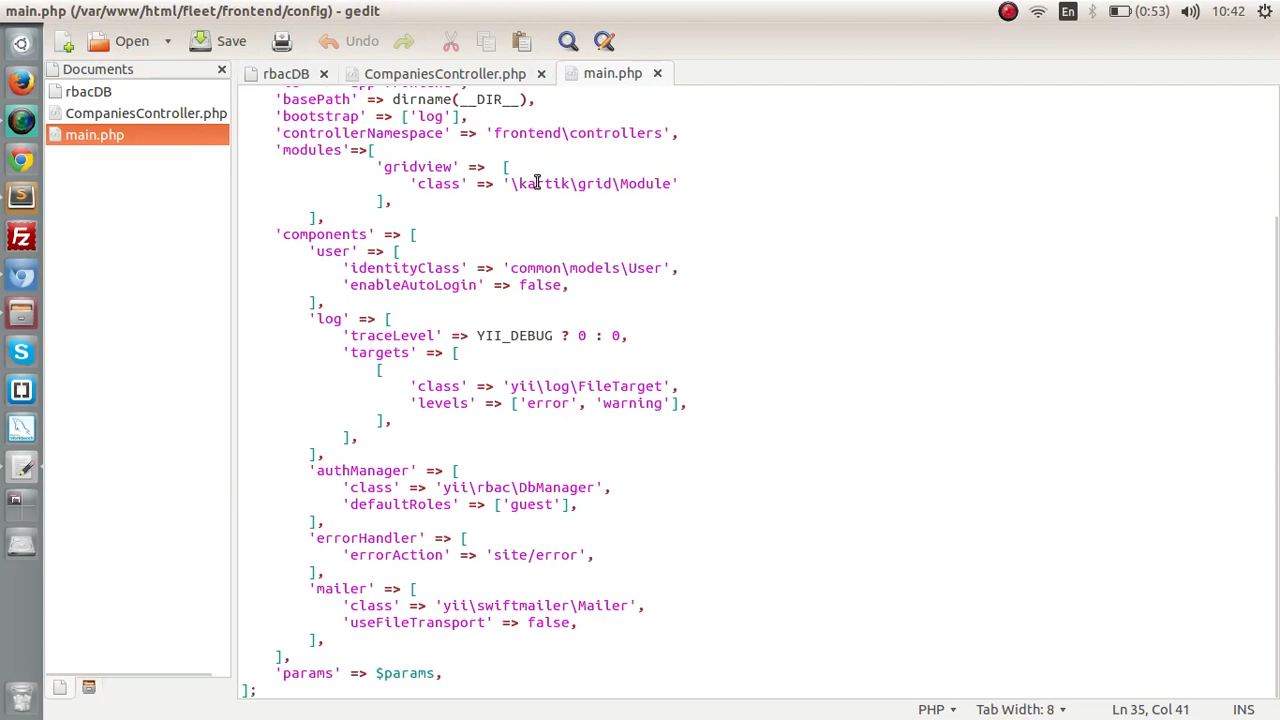 main.php (/var/www/html/fleet/frontend/config) - gedit
En
(0:53)
10:42
Open
Save
Undo
Documents
rbacDB
CompaniesController.php
main.php
rbacDB
CompaniesController.php
main.php
'basePath' => dirname(__DIR__),
'bootstrap' => ['log'],
'controllerNamespace' => 'frontend\controllers',
'modules'=>[
'gridview' => [
'class' => '\kartik\grid\Module'
],
],
'components' => [
'user' => [
'identityClass' => 'common\models\User',
'enableAutoLogin' => false,
],
'log' => [
'traceLevel' => YII_DEBUG ? 0 : 0,
'targets' => [
[
'class' => 'yii\log\FileTarget',
'levels' => ['error', 'warning'],
],
],
],
'authManager' => [
'class' => 'yii\rbac\DbManager',
'defaultRoles' => ['guest'],
],
'errorHandler' => [
'errorAction' => 'site/error',
],
'mailer' => [
'class' => 'yii\swiftmailer\Mailer',
'useFileTransport' => false,
],
],
'params' => $params,
];
PHP
Tab Width: 8
Ln 35, Col 41
INS